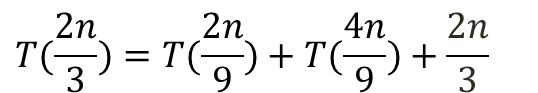 T(2n/3) = T(2n/9) + T(4n/9) + 2n/3